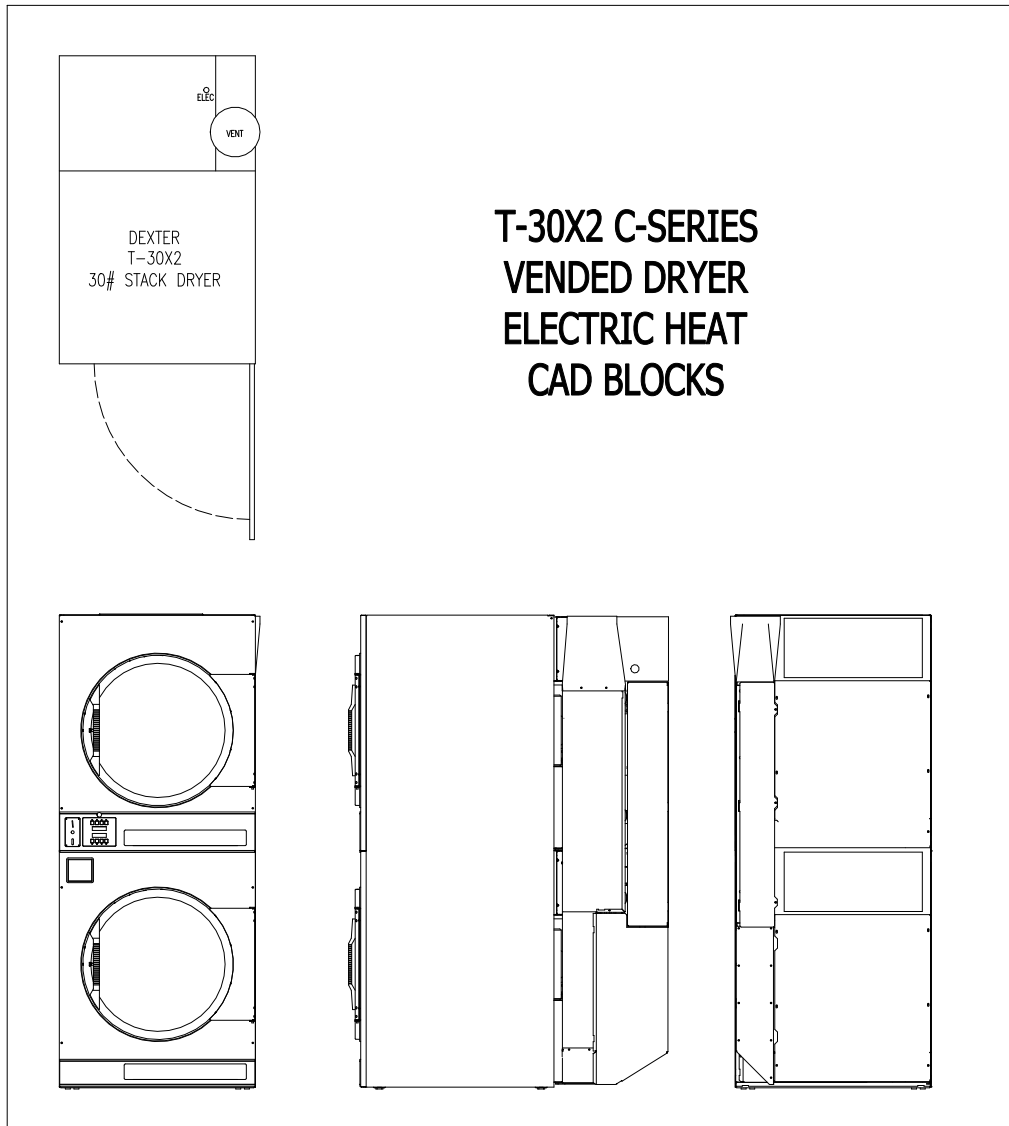 ELEC
VENT
DEXTER
T-30X2
30# STACK DRYER
T-30X2 C-SERIES
VENDED DRYER
ELECTRIC HEAT
CAD BLOCKS